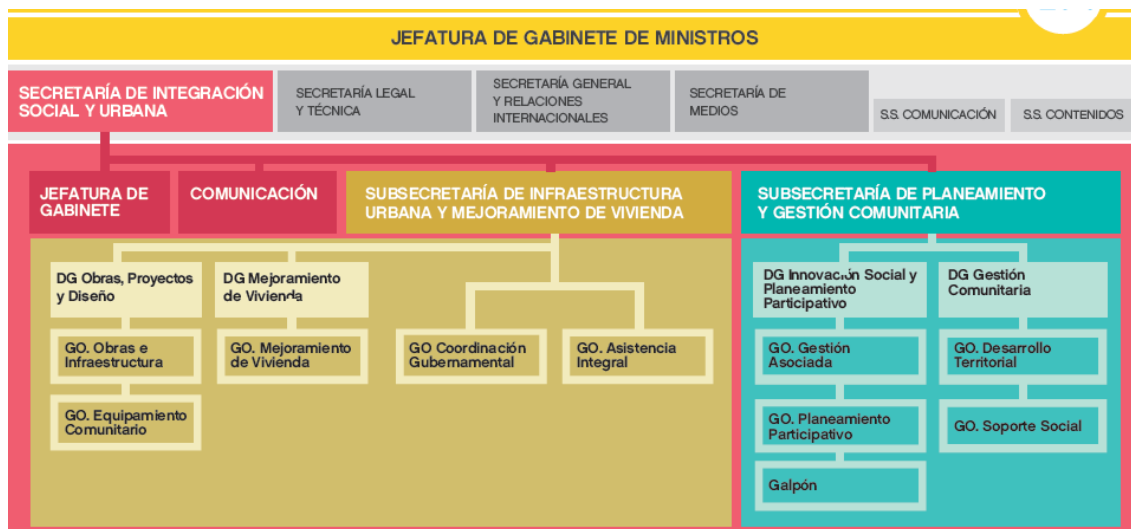 JEFATURA DE GABINETE DE MINISTROS
SECRETARÍA DE INTEGRACIÓN
SOCIAL Y URBANA
SECRETARÍA LEGAL
Y TÉCNICA
SECRETARÍA GENERAL
Y RELACIONES
INTERNACIONALES
SECRETARÍA DE
MEDIOS
S.S. COMUNICACIÓN
S.S. CONTENIDOS
JEFATURA DE
GABINETE
COMUNICACIÓN
SUBSECRETARÍA DE INFRAESTRUCTURA
URBANA Y MEJORAMIENTO DE VIVIENDA
SUBSECRETARÍA DE PLANEAMIENTO
Y GESTIÓN COMUNITARIA
DG Obras, Proyectos
y Diseño
DG Mejoramiento
de Vivienda
GO. Obras e
Infraestructura
GO. Mejoramiento
de Vivienda
GO Coordinación
Gubernamental
GO. Asistencia
Integral
GO. Equipamiento
Comunitario
DG Innovación Social y
Planeamiento
Participativo
DG Gestión
Comunitaria
GO. Gestión
Asociada
GO. Desarrollo
Territorial
GO. Planeamiento
Participativo
GO. Soporte Social
Galpón